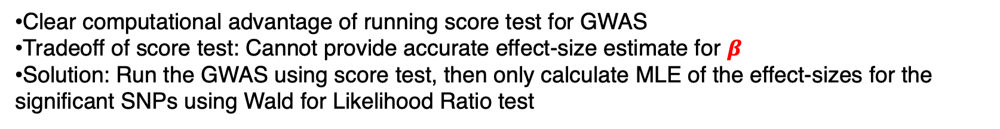 •Clear computational advantage of running score test for GWAS
•Tradeoff of score test: Cannot provide accurate effect-size estimate for β
•Solution: Run the GWAS using score test, then only calculate MLE of the effect-sizes for the
significant SNPs using Wald for Likelihood Ratio test